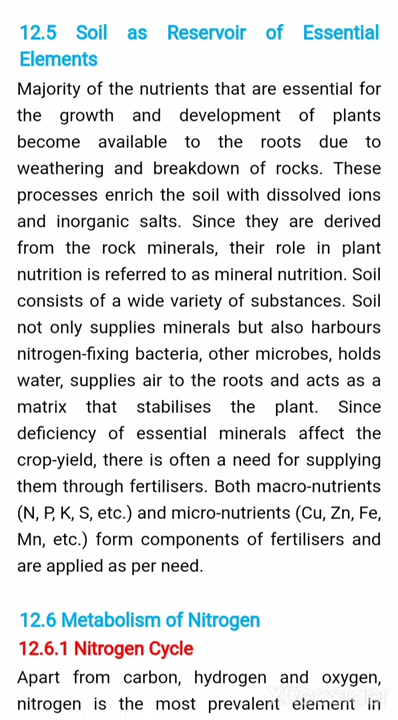 12.5 Soil as Reservoir of Essential
Elements
Majority of the nutrients that are essential for
the growth and development of plants
become available to the roots due to
weathering and breakdown of rocks. These
processes enrich the soil with dissolved ions
and inorganic salts. Since they are derived
from the rock minerals, their role in plant
nutrition is referred to as mineral nutrition. Soil
consists of a wide variety of substances. Soil
not only supplies minerals but also harbours
nitrogen-fixing bacteria, other microbes, holds
water, supplies air to the roots and acts as a
matrix that stabilises the plant. Since
deficiency of essential minerals affect the
crop-yield, there is often a need for supplying
them through fertilisers. Both macro-nutrients
(N, P, K, S, etc.) and micro-nutrients (Cu, Zn, Fe,
Mn, etc.) form components of fertilisers and
are applied as per need.
12.6 Metabolism of Nitrogen
12.6.1 Nitrogen Cycle
Apart from carbon, hydrogen and oxygen,
nitrogen is the most prevalent element in
XRecorder